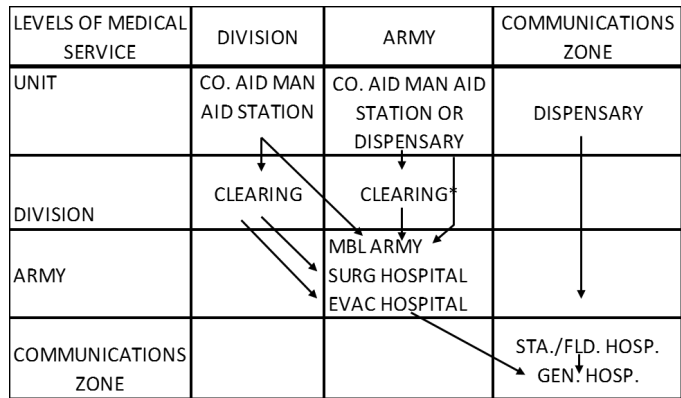 LEVELS OF MEDICAL
SERVICE
DIVISION
ARMY
COMMUNICATIONS
ZONE
UNIT
CO. AID MAN
AID STATION
CO. AID MAN AID
STATION OR
DISPENSARY
DISPENSARY
DIVISION
CLEARING
CLEARING*
ARMY
MBL ARMY
SURG HOSPITAL
EVAC HOSPITAL
COMMUNICATIONS
ZONE
STA./FLD. HOSP.
GEN. HOSP.